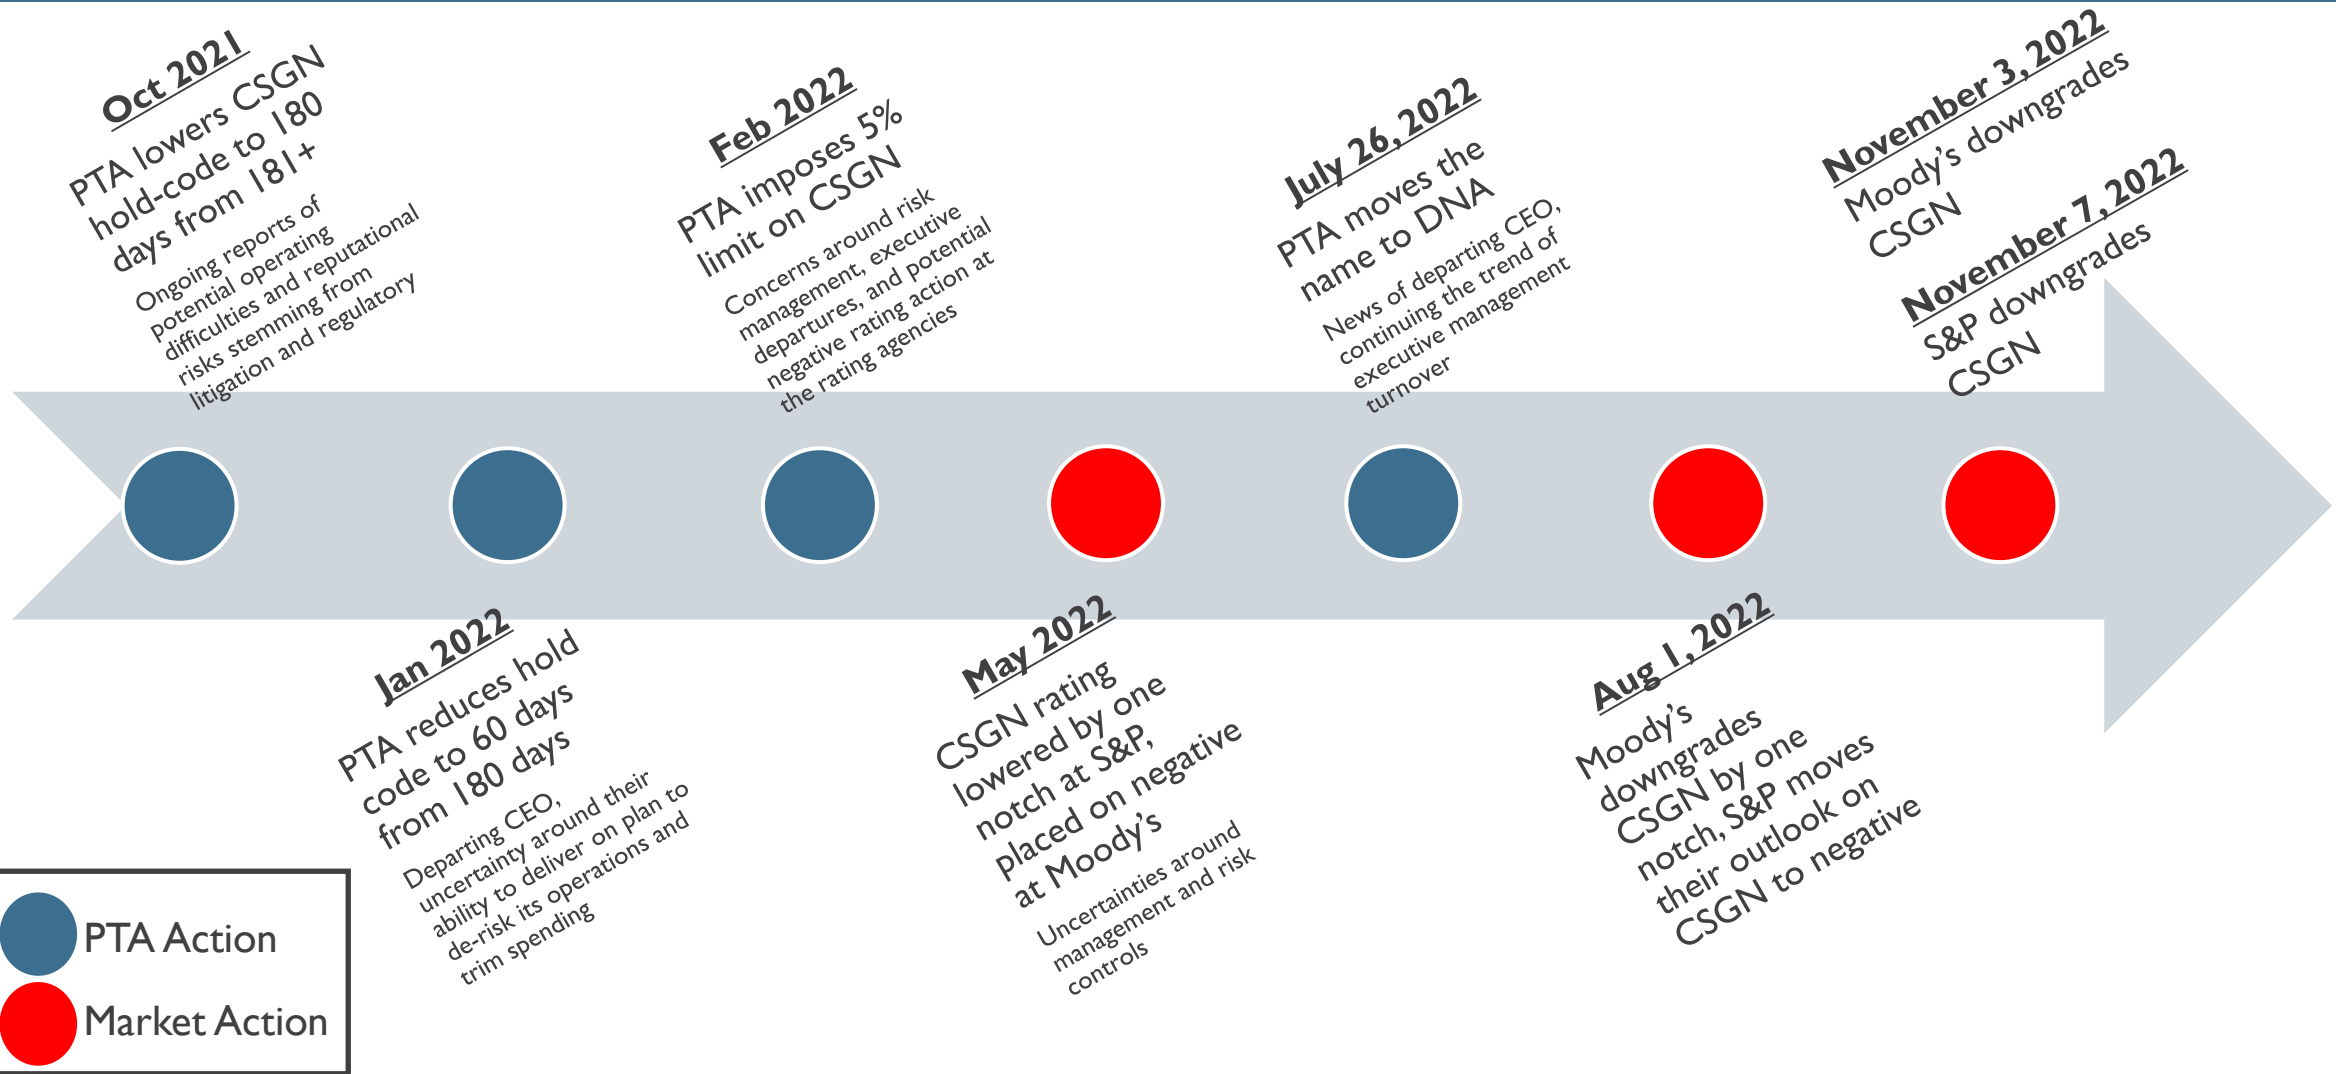 Oct 2021
PTA lowers CSGN
hold-code to 180
days from 181+
Ongoing reports of
potential operating
difficulties and reputational
risks stemming from
litigation and regulatory
Jan 2022
PTA reduces hold
code to 60 days
from 180 days
Departing CEO,
uncertainty around their
ability to deliver on plan to
de-risk its operations and
trim spending
Feb 2022
PTA imposes 5%
limit on CSGN
Concerns around risk
management, executive
departures, and potential
negative rating action at
the rating agencies
May 2022
CSGN rating
lowered by one
notch at S&P,
placed on negative
at Moody's
Uncertainties around
management and risk
controls
July 26, 2022
PTA moves the
name to DNA
News of departing CEO,
continuing the trend of
executive management
turnover
Aug 1, 2022
Moody's
downgrades
CSGN by one
notch, S&P moves
their outlook on
CSGN to negative
November 3, 2022
Moody's downgrades
CSGN
November 7, 2022
S&P downgrades
CSGN
PTA Action
Market Action